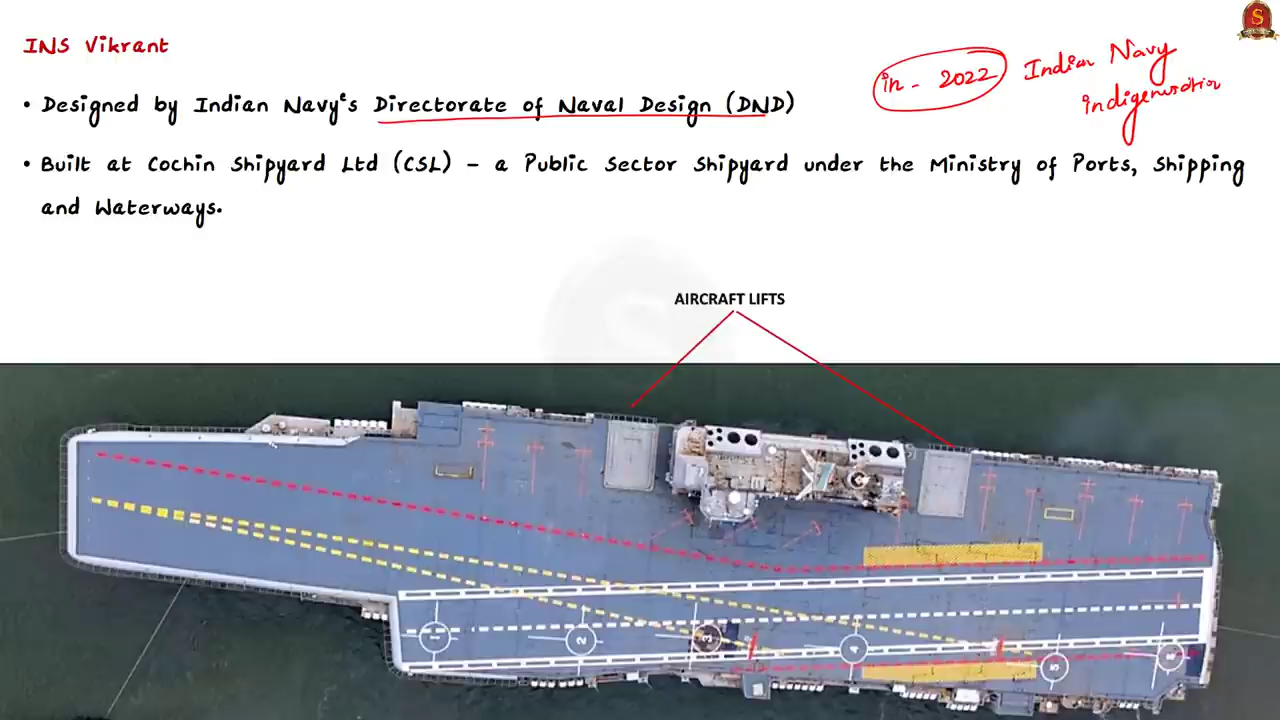 INS Vikrant
in - 2022
Indian Navy
indigenisation
• Designed by Indian Navy's Directorate of Naval Design (DND)
• Built at Cochin Shipyard Ltd (CSL) - a Public Sector Shipyard under the Ministry of Ports, Shipping
and Waterways.
AIRCRAFT LIFTS
S
1
2
3
4
5
6